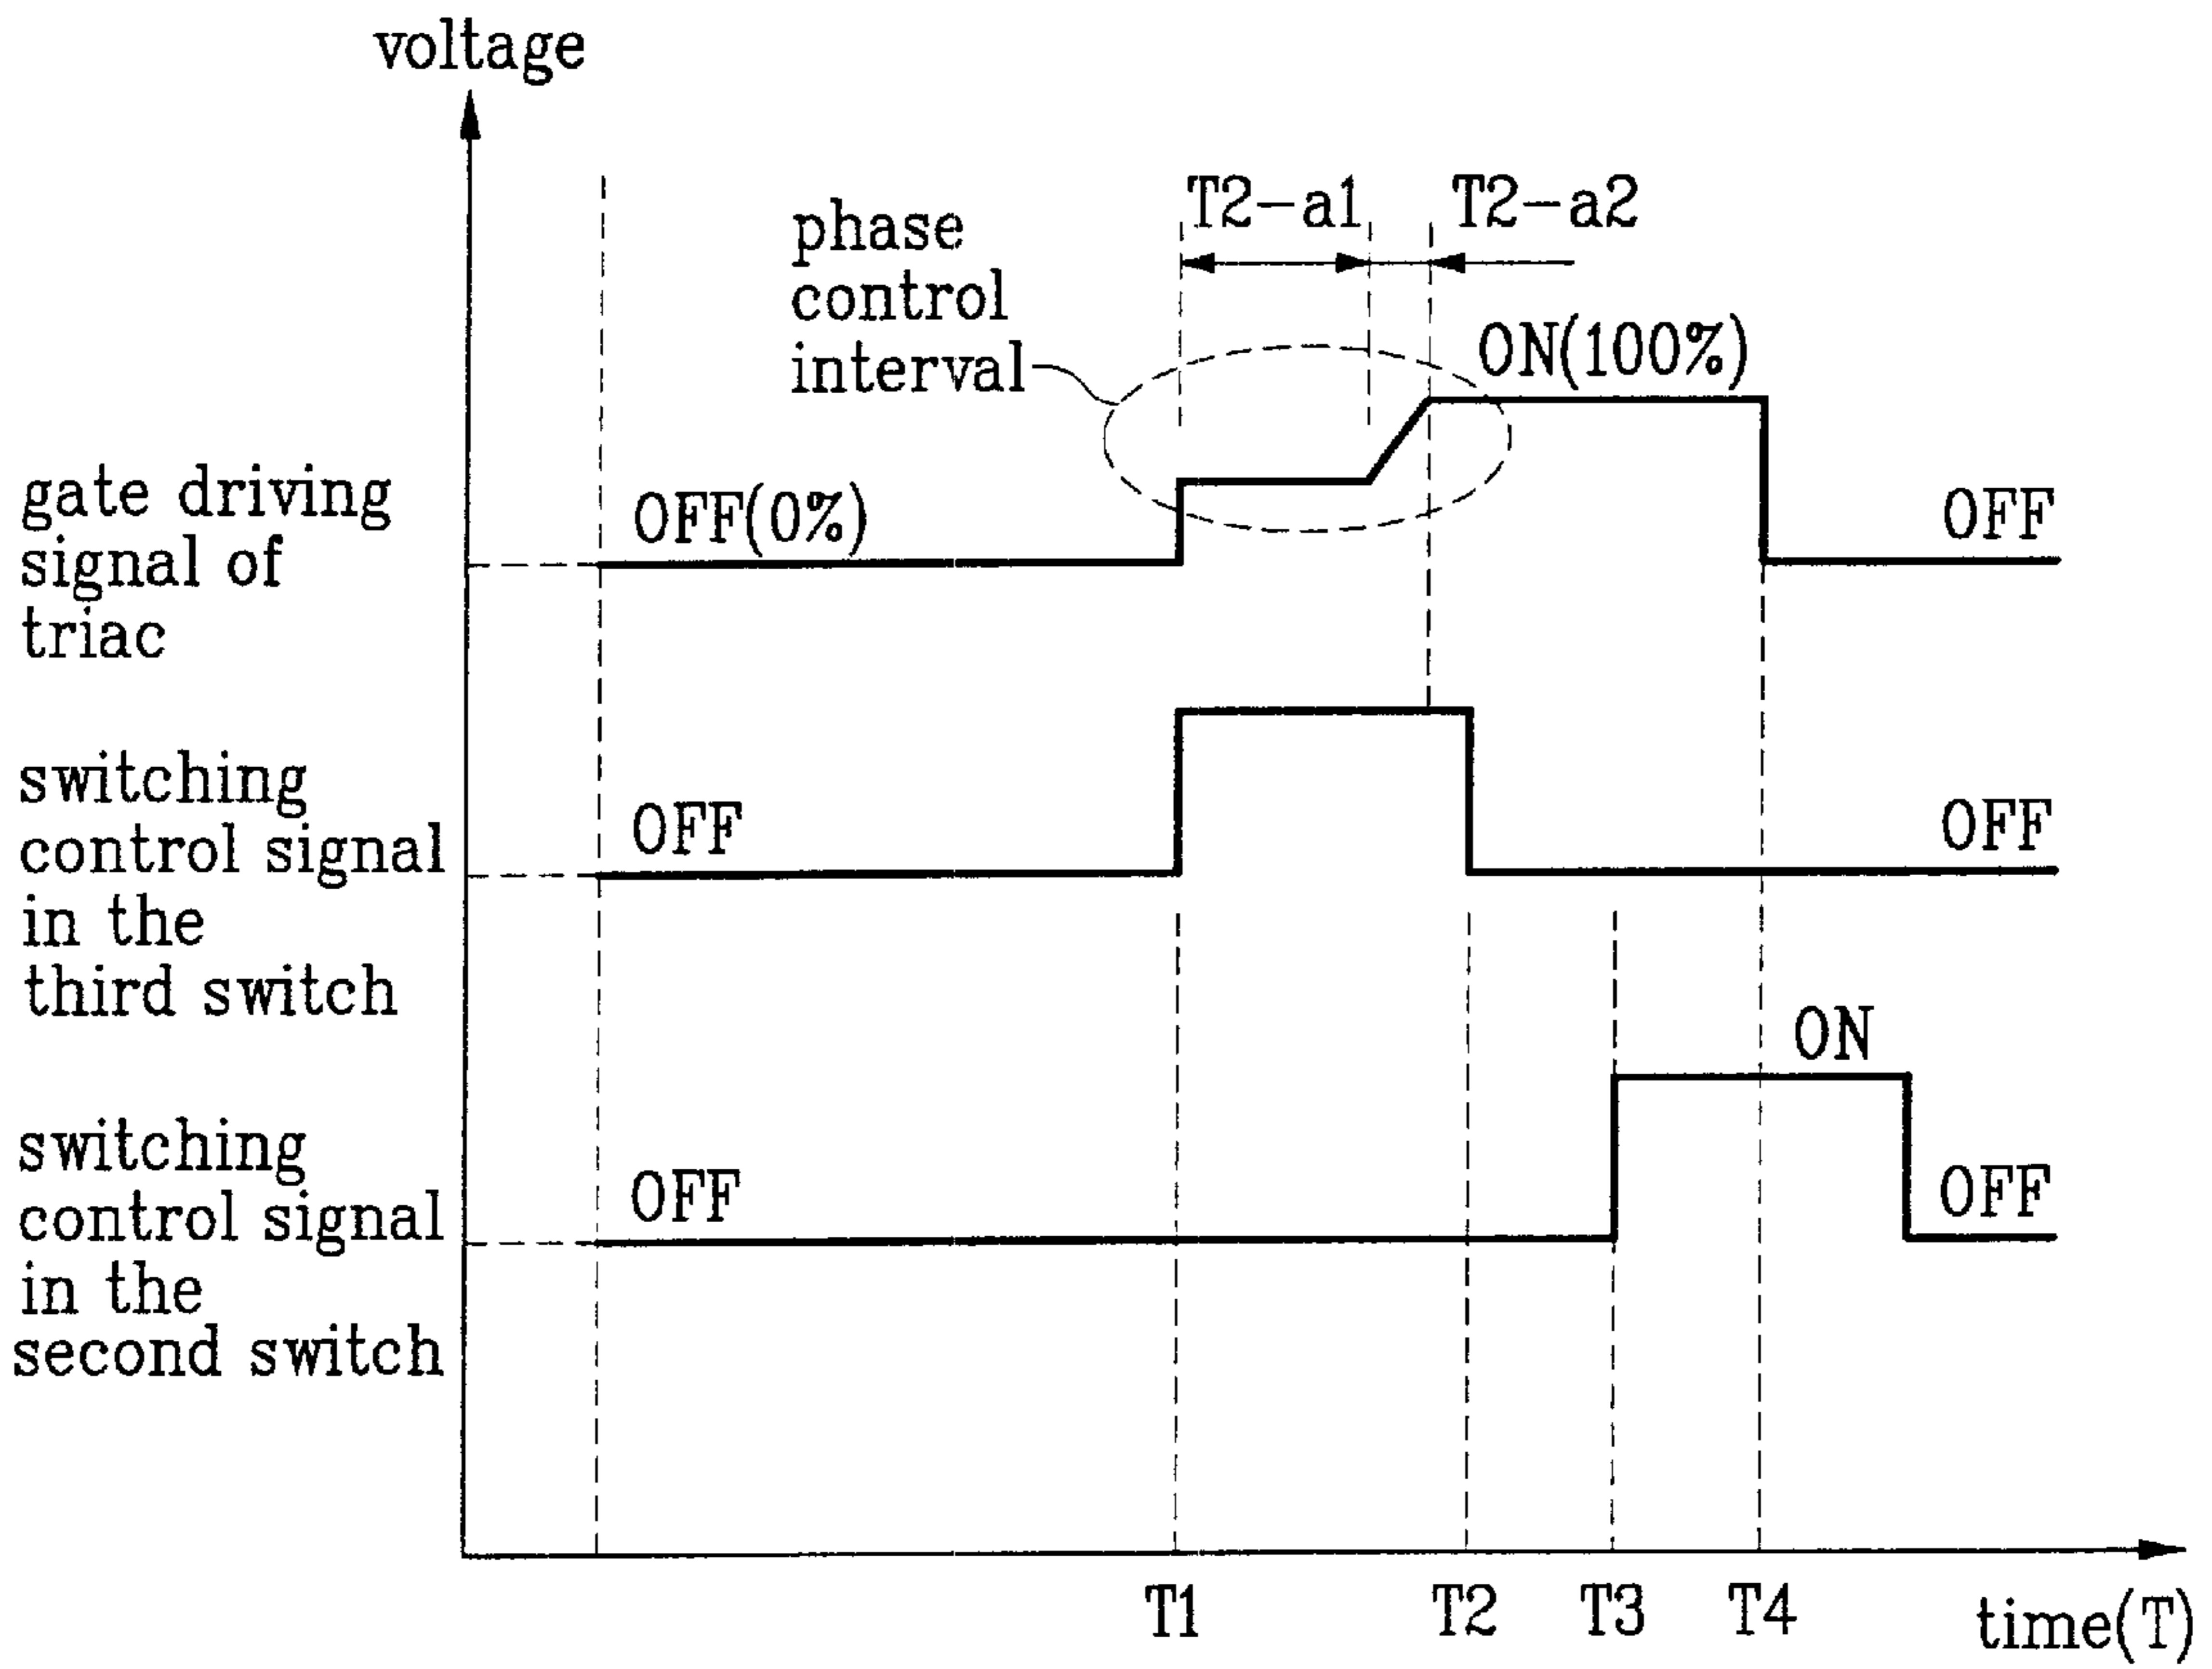 voltage
T2-a1
T2-a2
phase
control
interval
ON(100%)
gate driving
signal of
triac
OFF(0%)
OFF
switching
control signal
in the
third switch
OFF
OFF
ON
switching
control signal
in the
second switch
OFF
OFF
T1
T2
T3
T4
time(T)